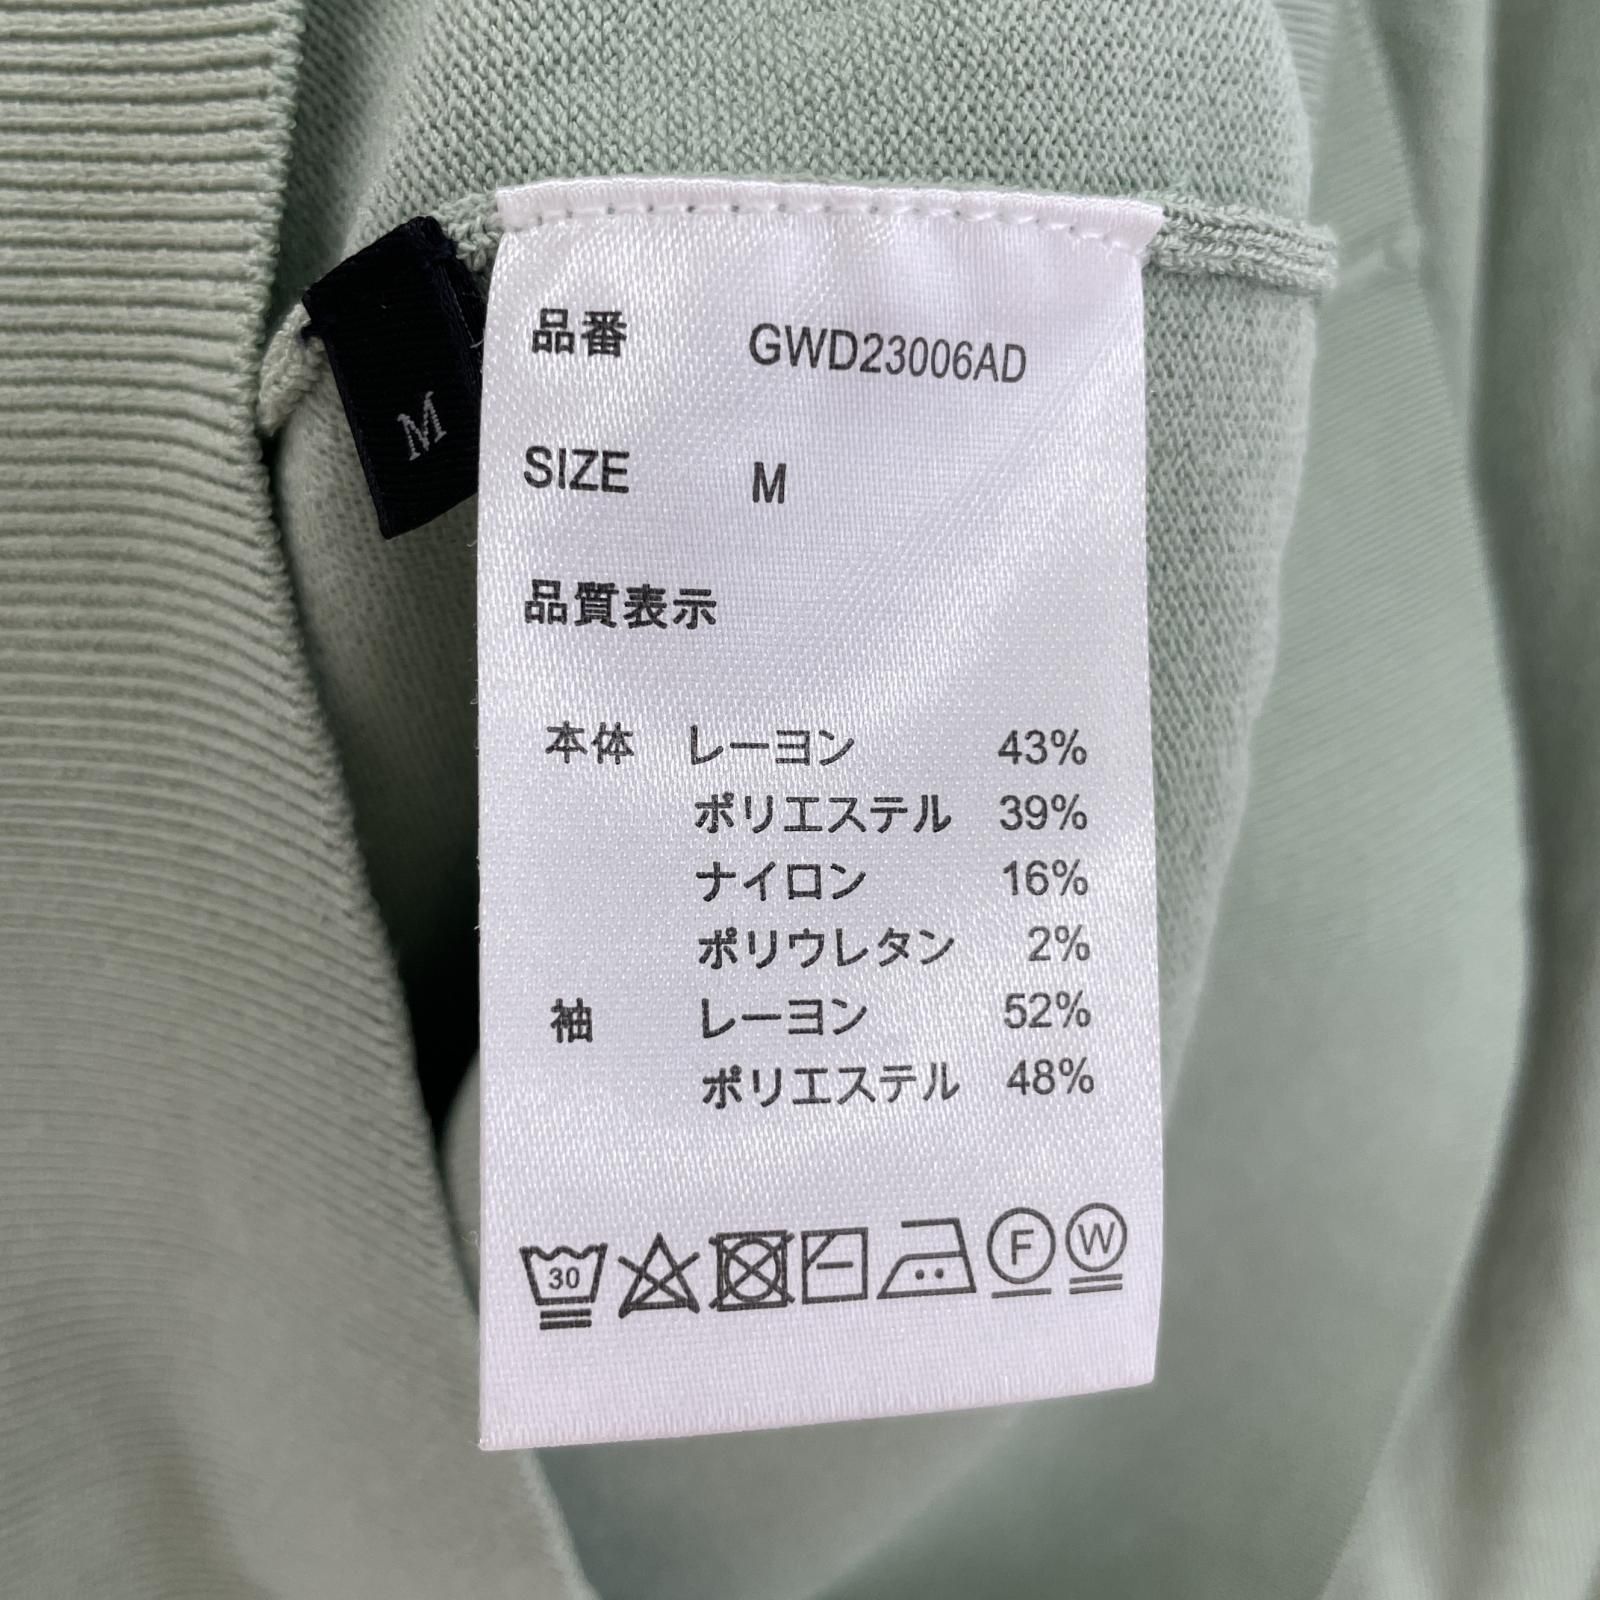 M
品番 GWD23006AD
SIZE M
品質表示
本体 レーヨン 43%
ポリエステル 39%
ナイロン 16%
ポリウレタン 2%
袖 レーヨン 52%
ポリエステル 48%
30 F W